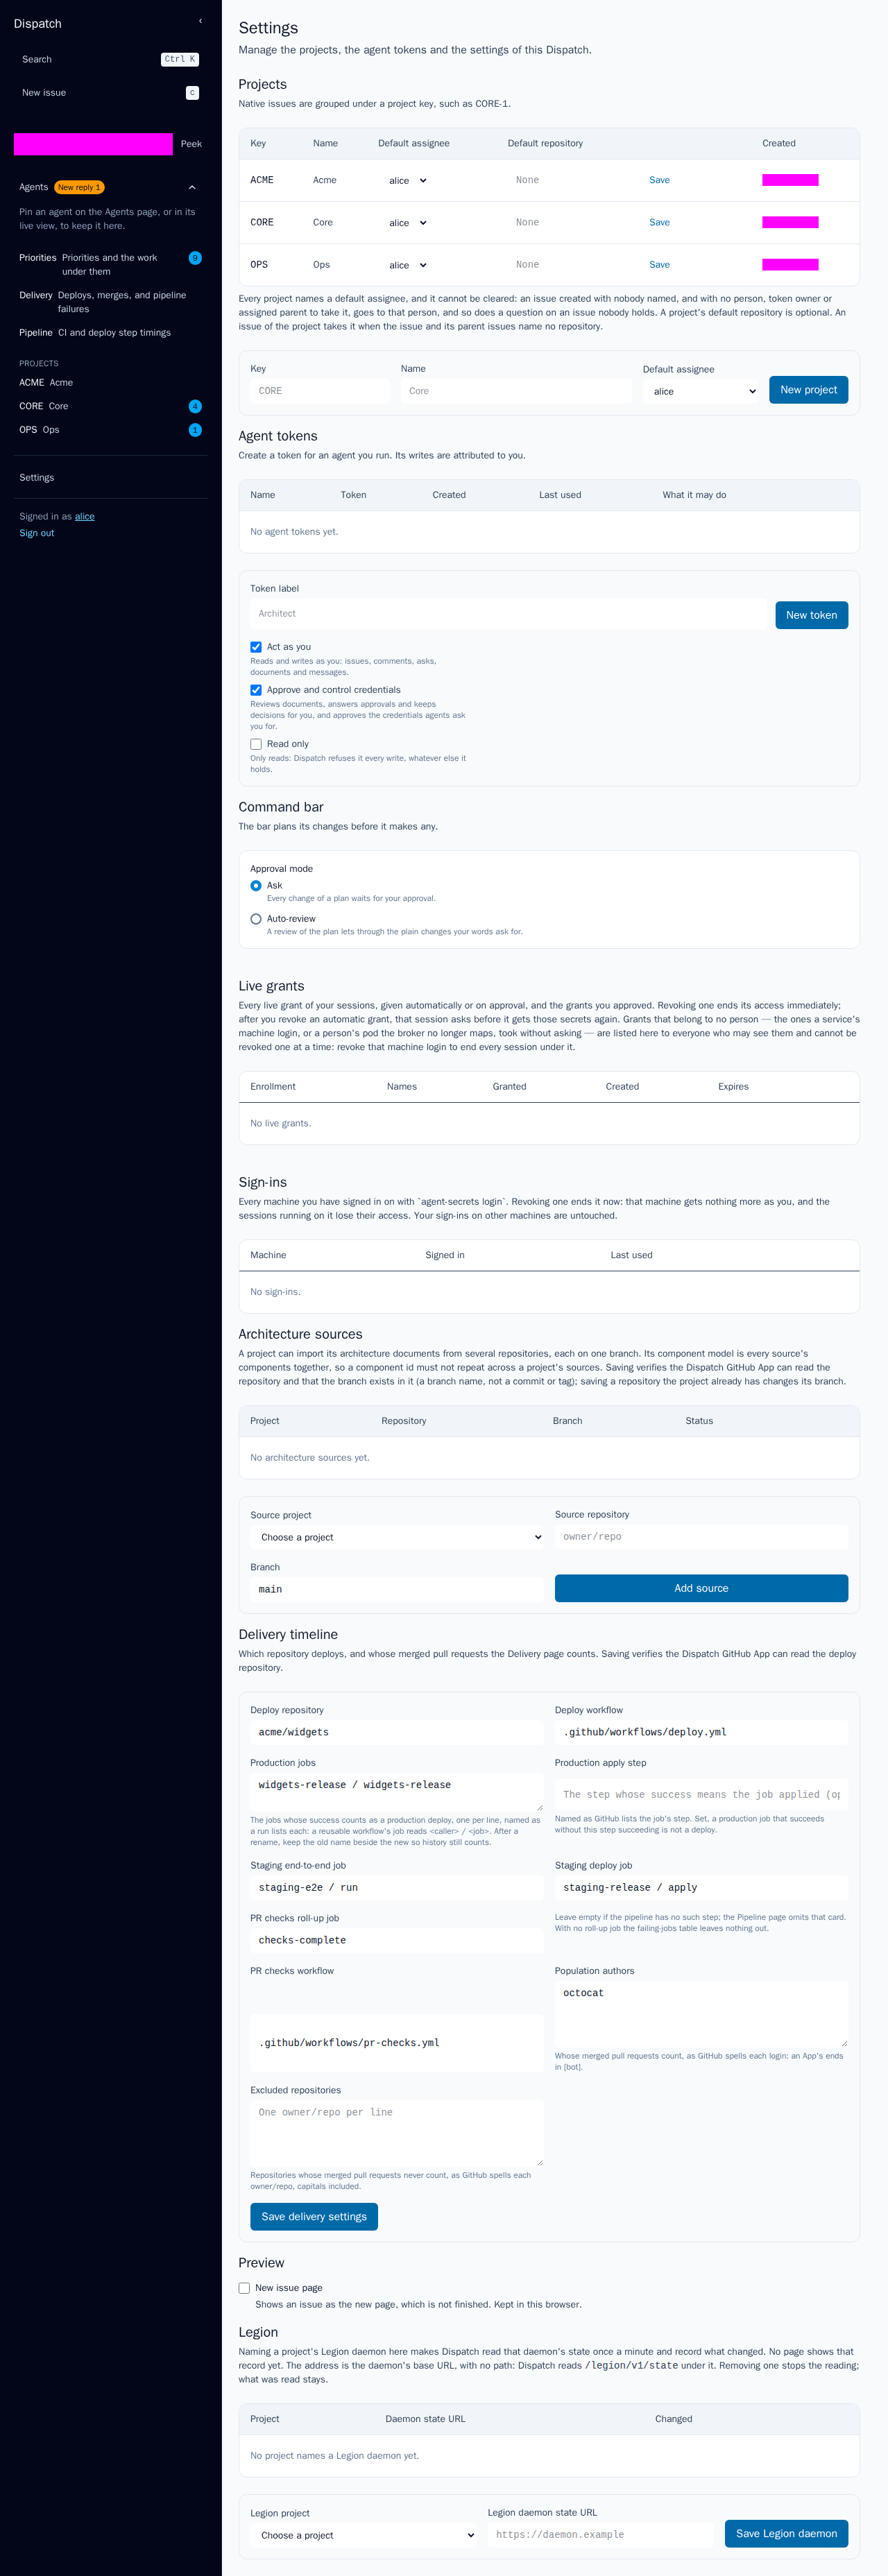 Dispatch
Search Ctrl K
New issue C
Peek
Agents New reply 1
Pin an agent on the Agents page, or in its
live view, to keep it here.
Priorities Priorities and the work 9
under them
Delivery Deploys, merges, and pipeline
failures
Pipeline CI and deploy step timings
PROJECTS
ACME Acme
CORE Core 4
OPS Ops 1
Settings
Signed in as alice
Sign out
Settings
Manage the projects, the agent tokens and the settings of this Dispatch.
Projects
Native issues are grouped under a project key, such as CORE-1.
Key Name Default assignee Default repository Created
ACME Acme alice None Save
CORE Core alice None Save
OPS Ops alice None Save
Every project names a default assignee, and it cannot be cleared: an issue created with nobody named, and with no person, token owner or
assigned parent to take it, goes to that person, and so does a question on an issue nobody holds. A project's default repository is optional. An
issue of the project takes it when the issue and its parent issues name no repository.
Key Name Default assignee
CORE Core alice New project
Agent tokens
Create a token for an agent you run. Its writes are attributed to you.
Name Token Created Last used What it may do
No agent tokens yet.
Token label
Architect New token
Act as you
Reads and writes as you: issues, comments, asks,
documents and messages.
Approve and control credentials
Reviews documents, answers approvals and keeps
decisions for you, and approves the credentials agents ask
you for.
Read only
Only reads: Dispatch refuses it every write, whatever else it
holds.
Command bar
The bar plans its changes before it makes any.
Approval mode
Ask
Every change of a plan waits for your approval.
Auto-review
A review of the plan lets through the plain changes your words ask for.
Live grants
Every live grant of your sessions, given automatically or on approval, and the grants you approved. Revoking one ends its access immediately;
after you revoke an automatic grant, that session asks before it gets those secrets again. Grants that belong to no person — the ones a service's
machine login, or a person's pod the broker no longer maps, took without asking — are listed here to everyone who may see them and cannot be
revoked one at a time: revoke that machine login to end every session under it.
Enrollment Names Granted Created Expires
No live grants.
Sign-ins
Every machine you have signed in on with `agent-secrets login`. Revoking one ends it now: that machine gets nothing more as you, and the
sessions running on it lose their access. Your sign-ins on other machines are untouched.
Machine Signed in Last used
No sign-ins.
Architecture sources
A project can import its architecture documents from several repositories, each on one branch. Its component model is every source's
components together, so a component id must not repeat across a project's sources. Saving verifies the Dispatch GitHub App can read the
repository and that the branch exists in it (a branch name, not a commit or tag); saving a repository the project already has changes its branch.
Project Repository Branch Status
No architecture sources yet.
Source project Source repository
Choose a project owner/repo
Branch
main Add source
Delivery timeline
Which repository deploys, and whose merged pull requests the Delivery page counts. Saving verifies the Dispatch GitHub App can read the deploy
repository.
Deploy repository Deploy workflow
acme/widgets .github/workflows/deploy.yml
Production jobs Production apply step
widgets-release / widgets-release The step whose success means the job applied (op
The jobs whose success counts as a production deploy, one per line, named as
a run lists each: a reusable workflow's job reads <caller> / <job>. After a
rename, keep the old name beside the new so history still counts.
Named as GitHub lists the job's step. Set, a production job that succeeds
without this step succeeding is not a deploy.
Staging end-to-end job Staging deploy job
staging-e2e / run staging-release / apply
PR checks roll-up job
checks-complete
Leave empty if the pipeline has no such step; the Pipeline page omits that card.
With no roll-up job the failing-jobs table leaves nothing out.
PR checks workflow Population authors
.github/workflows/pr-checks.yml octocat
Whose merged pull requests count, as GitHub spells each login: an App's ends
in [bot].
Excluded repositories
One owner/repo per line
Repositories whose merged pull requests never count, as GitHub spells each
owner/repo, capitals included.
Save delivery settings
Preview
New issue page
Shows an issue as the new page, which is not finished. Kept in this browser.
Legion
Naming a project's Legion daemon here makes Dispatch read that daemon's state once a minute and record what changed. No page shows that
record yet. The address is the daemon's base URL, with no path: Dispatch reads /legion/v1/state under it. Removing one stops the reading;
what was read stays.
Project Daemon state URL Changed
No project names a Legion daemon yet.
Legion project Legion daemon state URL
Choose a project https://daemon.example Save Legion daemon